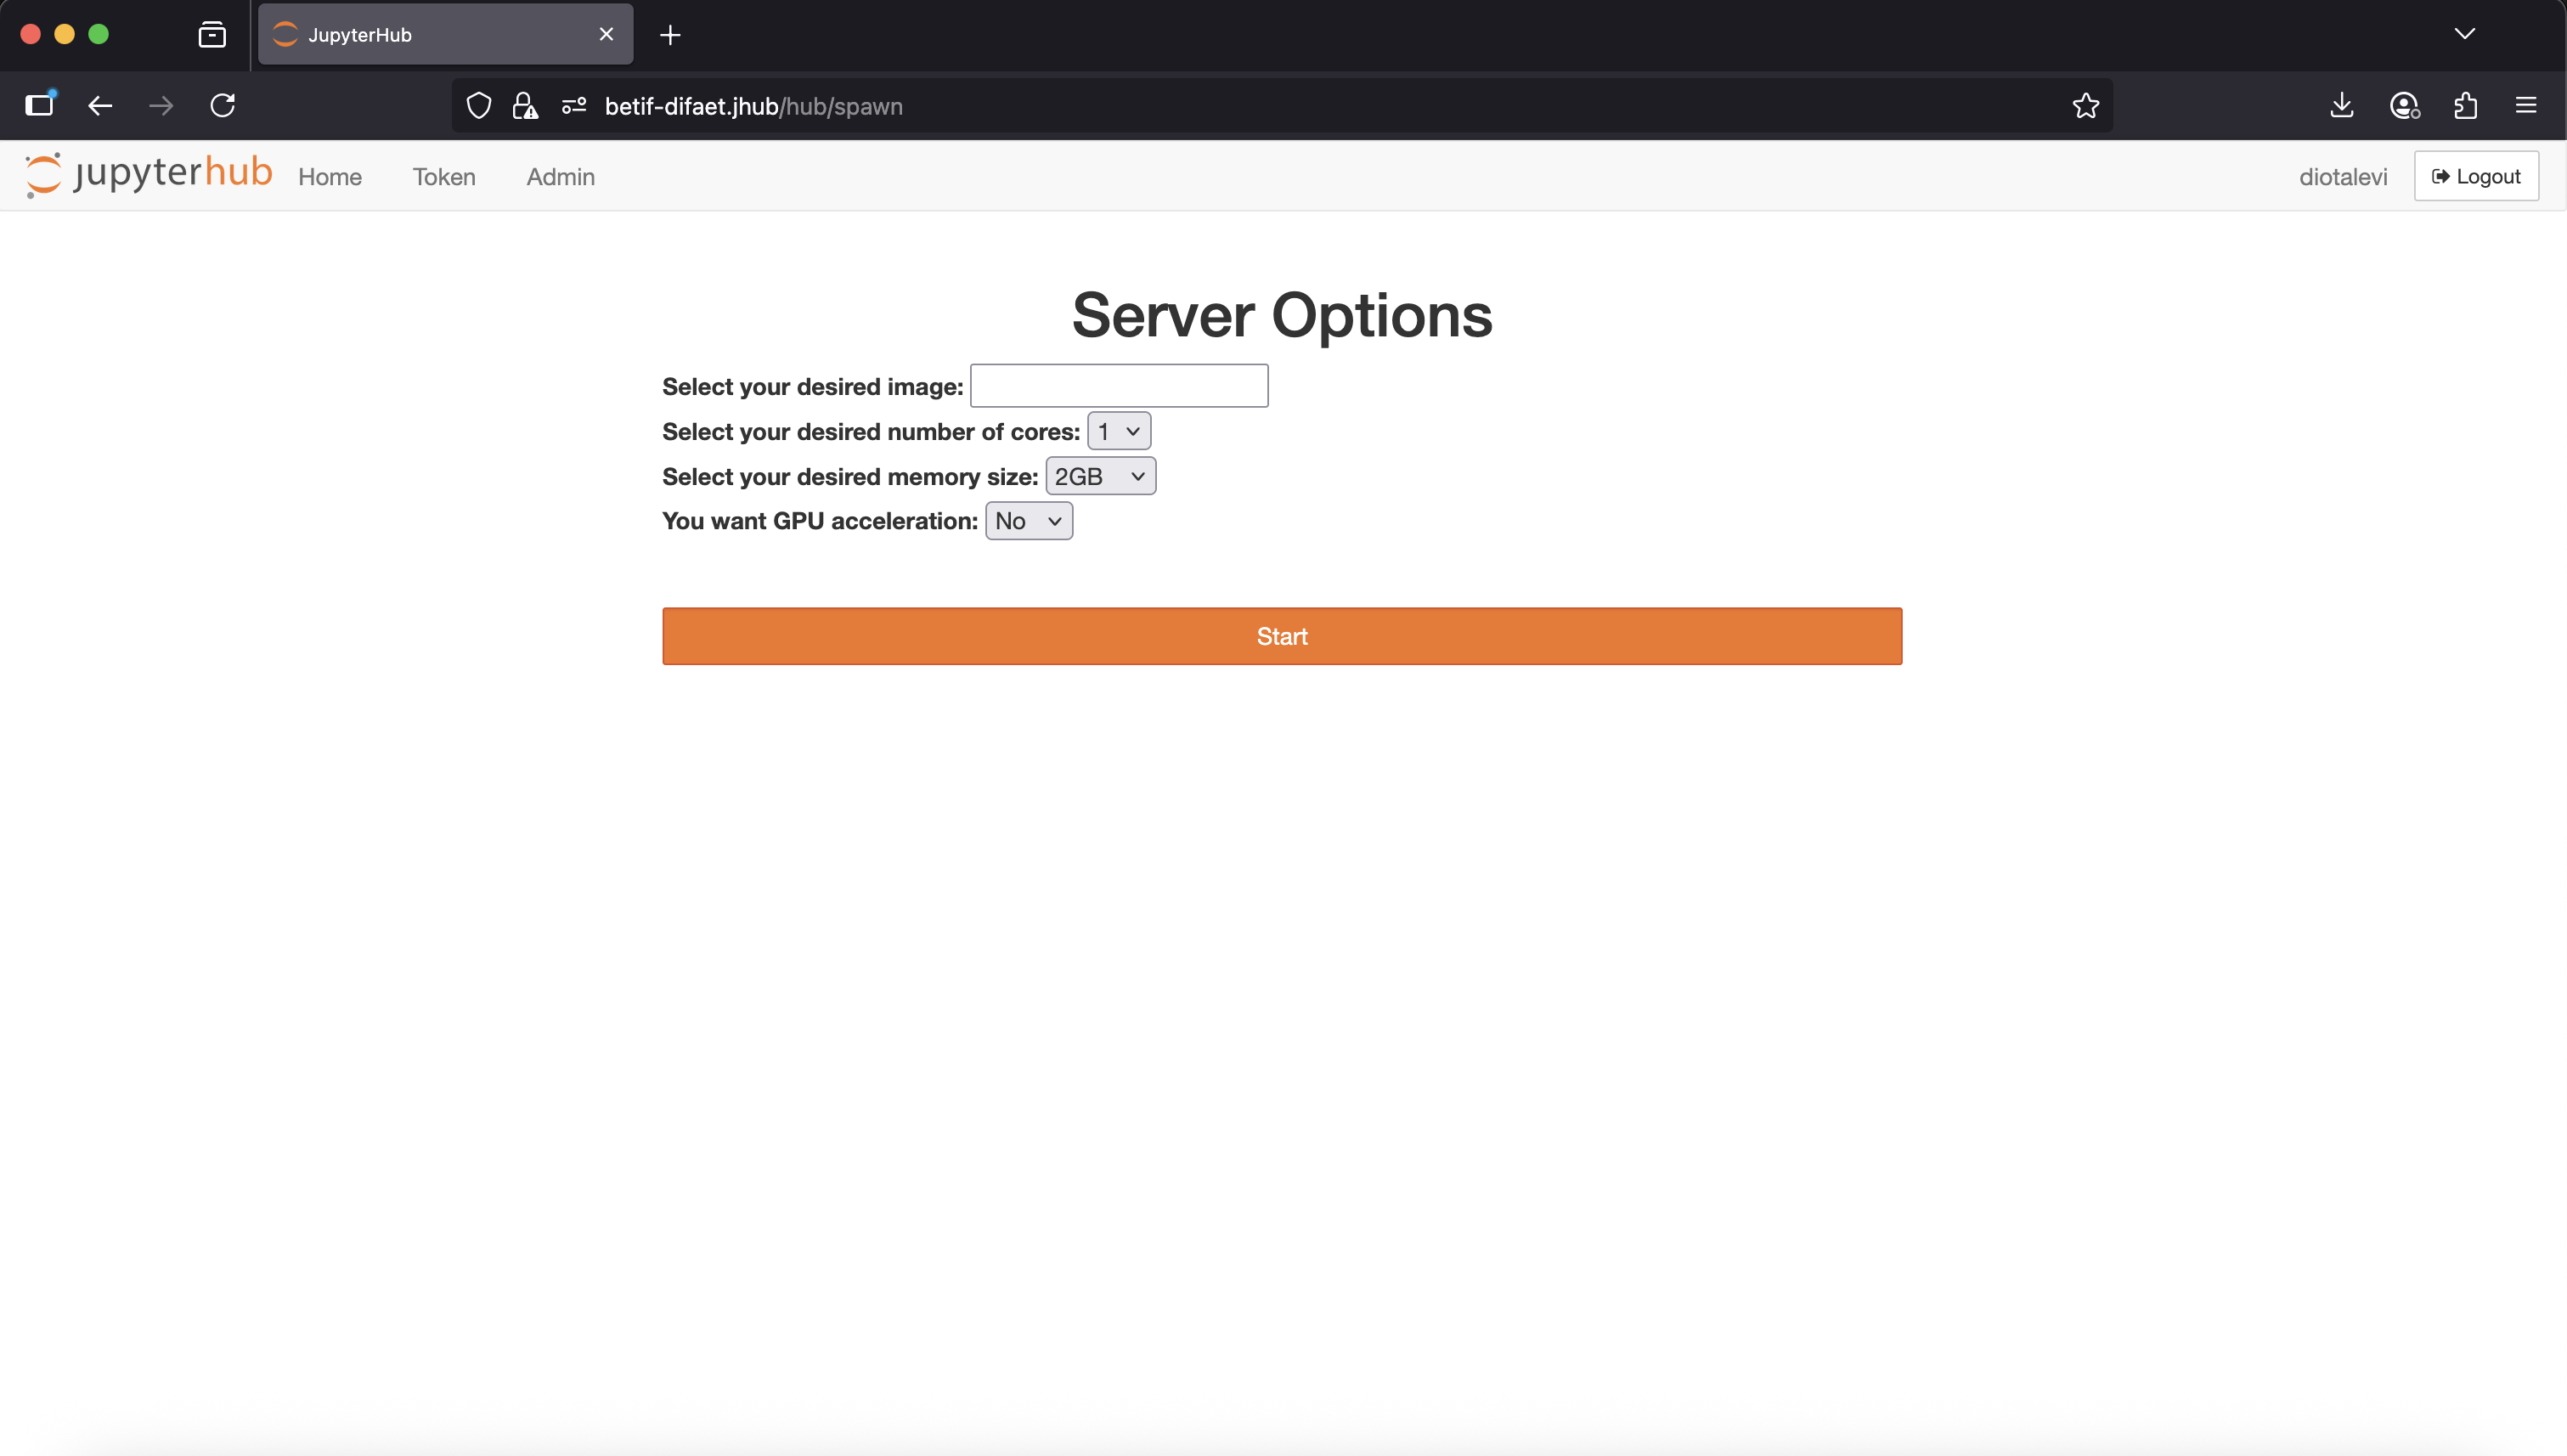 JupyterHub
betif-difaet.jhub/hub/spawn
jupyterhub Home Token Admin diotalevi Logout
Server Options
Select your desired image:
Select your desired number of cores: 1
Select your desired memory size: 2GB
You want GPU acceleration: No
Start